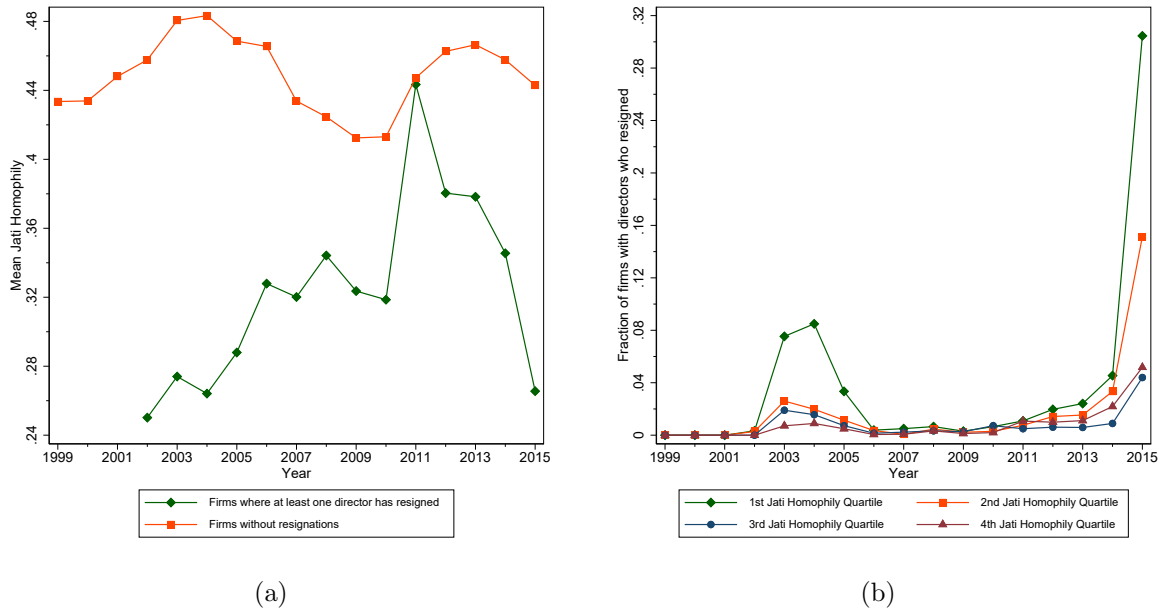 Mean Jati Homophily
.48
.44
.4
.36
.32
.28
.24
1999 2001 2003 2005 2007 2009 2011 2013 2015
Year
Firms where at least one director has resigned
Firms without resignations
(a)
Fraction of firms with directors who resigned
.32
.28
.24
.2
.16
.12
.08
.04
0
1999 2001 2003 2005 2007 2009 2011 2013 2015
Year
1st Jati Homophily Quartile 2nd Jati Homophily Quartile
3rd Jati Homophily Quartile 4th Jati Homophily Quartile
(b)